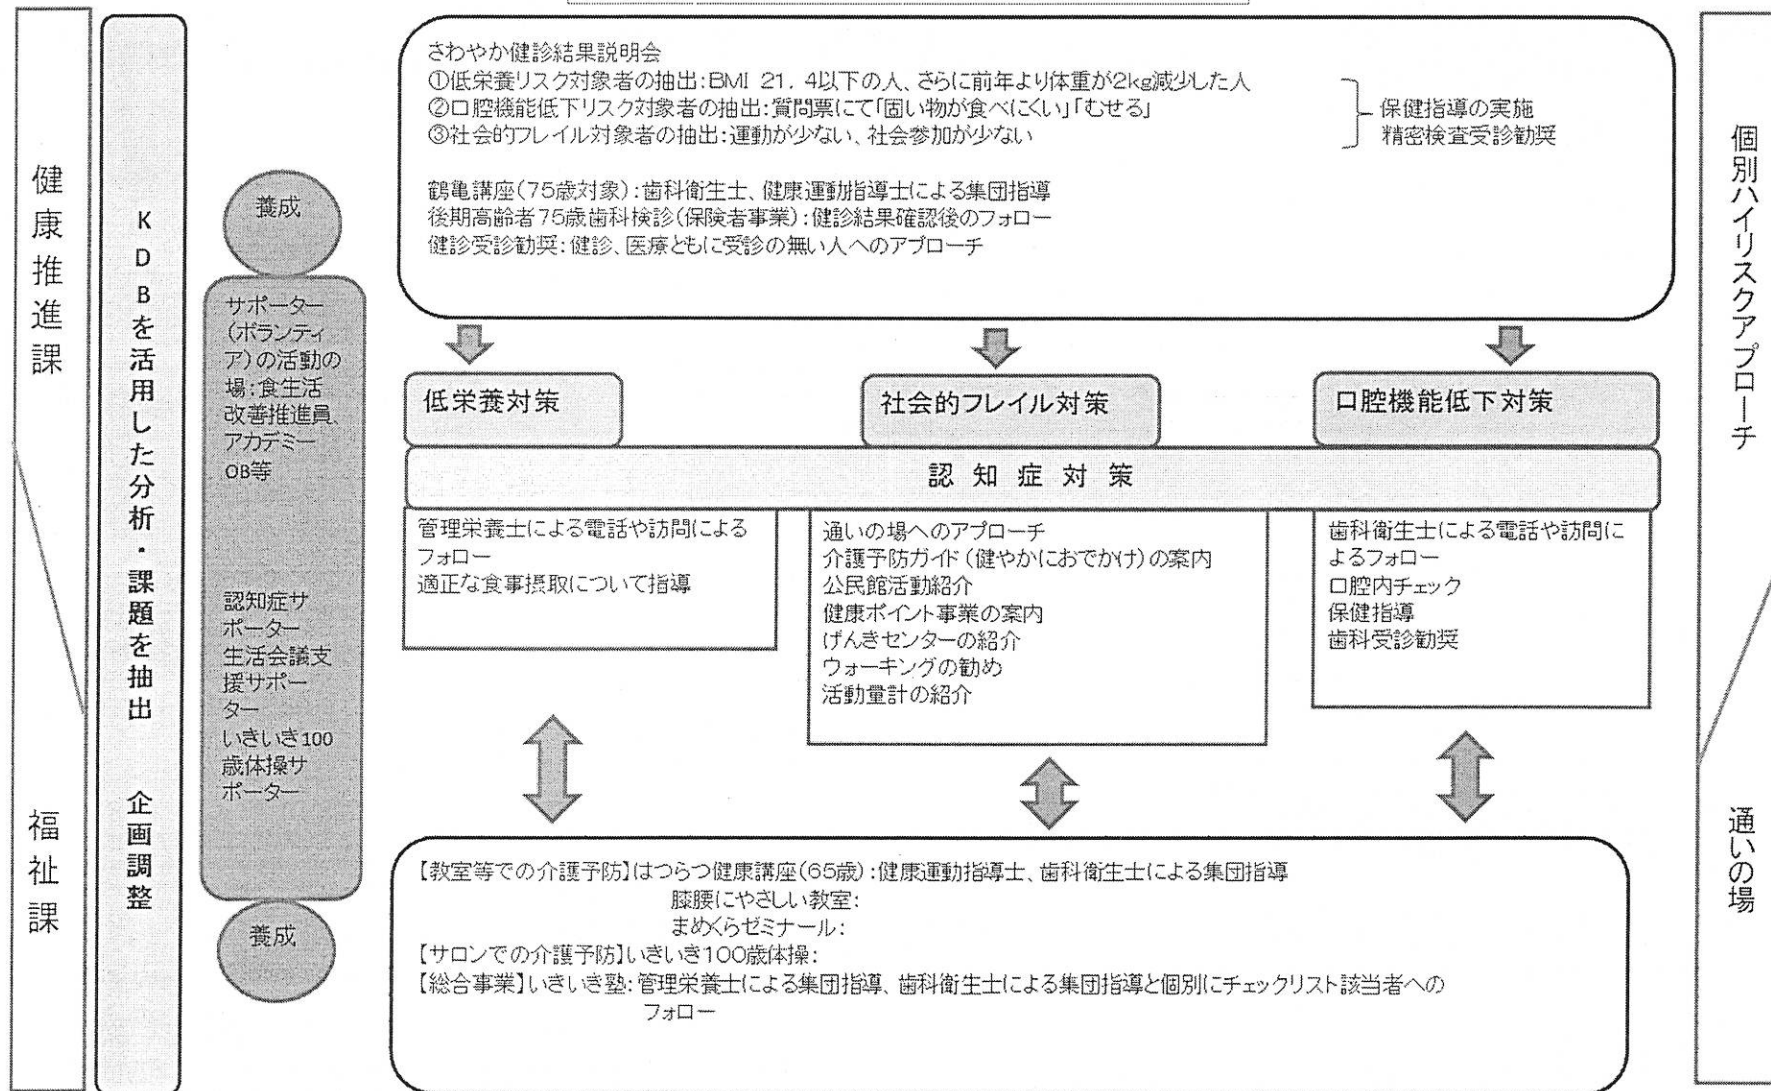 健康推進課
福祉課
KDBを活用した分析・課題を抽出　企画調整
養成
サポーター
(ボランティ
ア)の活動の
場:食生活
改善推進員、
アカデミー
OB等
認知症サ
ポーター
生活会議支
援サポー
ター
いきいき100
歳体操サ
ポーター
養成
さわやか健診結果説明会
①低栄養リスク対象者の抽出:BMI 21.4以下の人、さらに前年より体重が2kg減少した人
②口腔機能低下リスク対象者の抽出:質問票にて「固い物が食べにくい」「むせる」
③社会的フレイル対象者の抽出:運動が少ない、社会参加が少ない
保健指導の実施
精密検査受診勧奨
鶴亀講座(75歳対象):歯科衛生士、健康運動指導士による集団指導
後期高齢者75歳歯科検診(保険者事業):健診結果確認後のフォロー
健診受診勧奨:健診、医療ともに受診の無い人へのアプローチ
低栄養対策
社会的フレイル対策
口腔機能低下対策
認知症対策
管理栄養士による電話や訪問による
フォロー
適正な食事摂取について指導
通いの場へのアプローチ
介護予防ガイド(健やかにおでかけ)の案内
公民館活動紹介
健康ポイント事業の案内
げんきセンターの紹介
ウォーキングの勧め
活動量計の紹介
歯科衛生士による電話や訪問に
よるフォロー
口腔内チェック
保健指導
歯科受診勧奨
【教室等での介護予防】はつらつ健康講座(65歳):健康運動指導士、歯科衛生士による集団指導
膝腰にやさしい教室:
まめくらゼミナール:
【サロンでの介護予防】いきいき100歳体操:
【総合事業】いきいき塾:管理栄養士による集団指導、歯科衛生士による集団指導と個別にチェックリスト該当者への
フォロー
個別ハイリスクアプローチ
通いの場